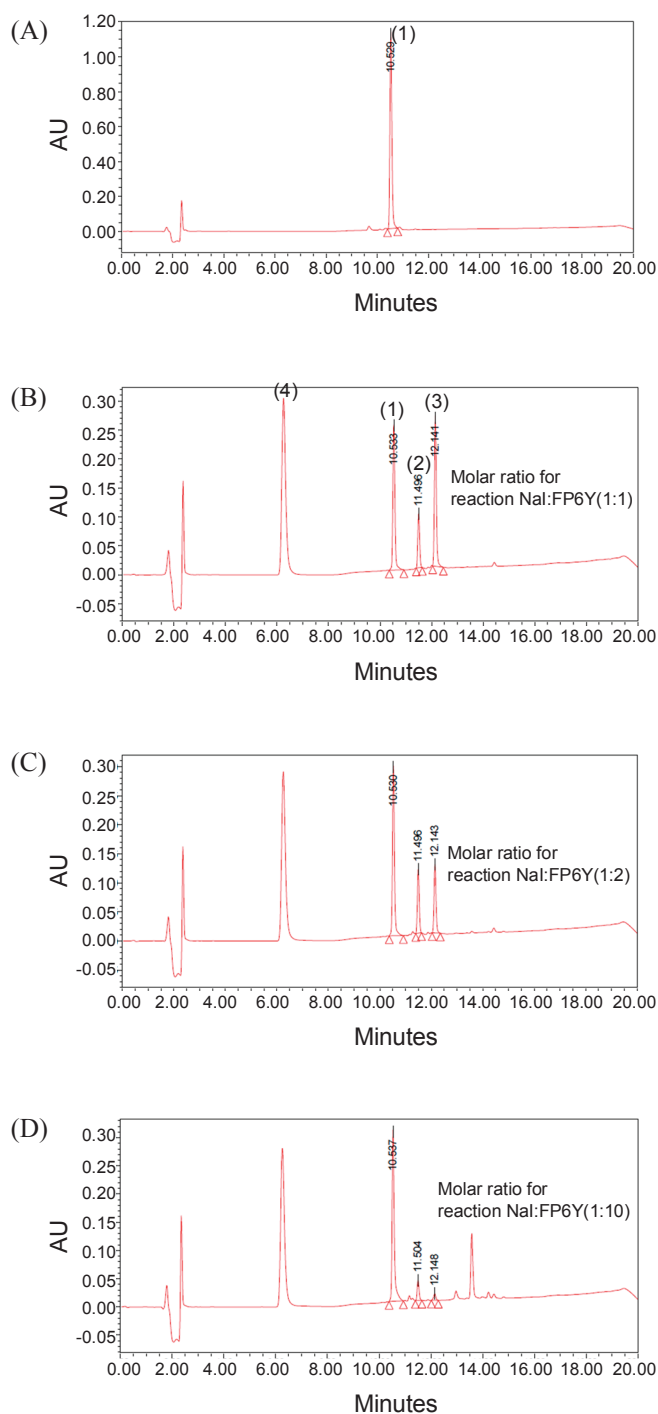 (A)
(1)
10.529
1.20
1.00
0.80
0.60
0.40
0.20
0.00
AU
0.00 2.00 4.00 6.00 8.00 10.00 12.00 14.00 16.00 18.00 20.00
Minutes
(B)
(4)
(1)
(2)
(3)
10.533
11.496
12.141
Molar ratio for
reaction NaI:FP6Y(1:1)
0.30
0.25
0.20
0.15
0.10
0.05
0.00
-0.05
AU
0.00 2.00 4.00 6.00 8.00 10.00 12.00 14.00 16.00 18.00 20.00
Minutes
(C)
10.530
11.496
12.143
Molar ratio for
reaction NaI:FP6Y(1:2)
0.30
0.25
0.20
0.15
0.10
0.05
0.00
-0.05
AU
0.00 2.00 4.00 6.00 8.00 10.00 12.00 14.00 16.00 18.00 20.00
Minutes
(D)
10.537
11.504
12.148
Molar ratio for
reaction NaI:FP6Y(1:10)
0.30
0.25
0.20
0.15
0.10
0.05
0.00
-0.05
AU
0.00 2.00 4.00 6.00 8.00 10.00 12.00 14.00 16.00 18.00 20.00
Minutes